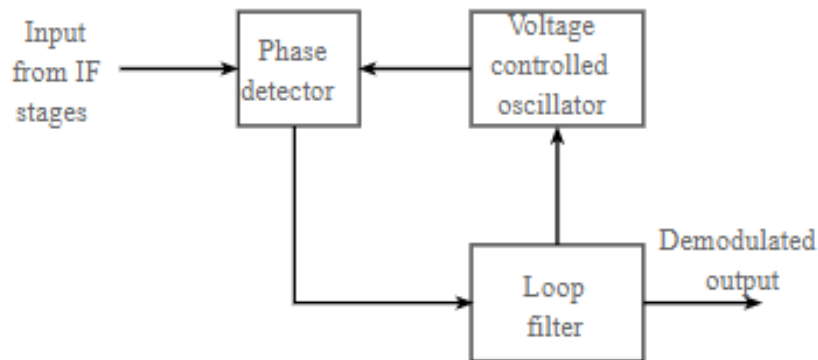 Input
from IF
stages
Phase
detector
Voltage
controlled
oscillator
Loop
filter
Demodulated
output